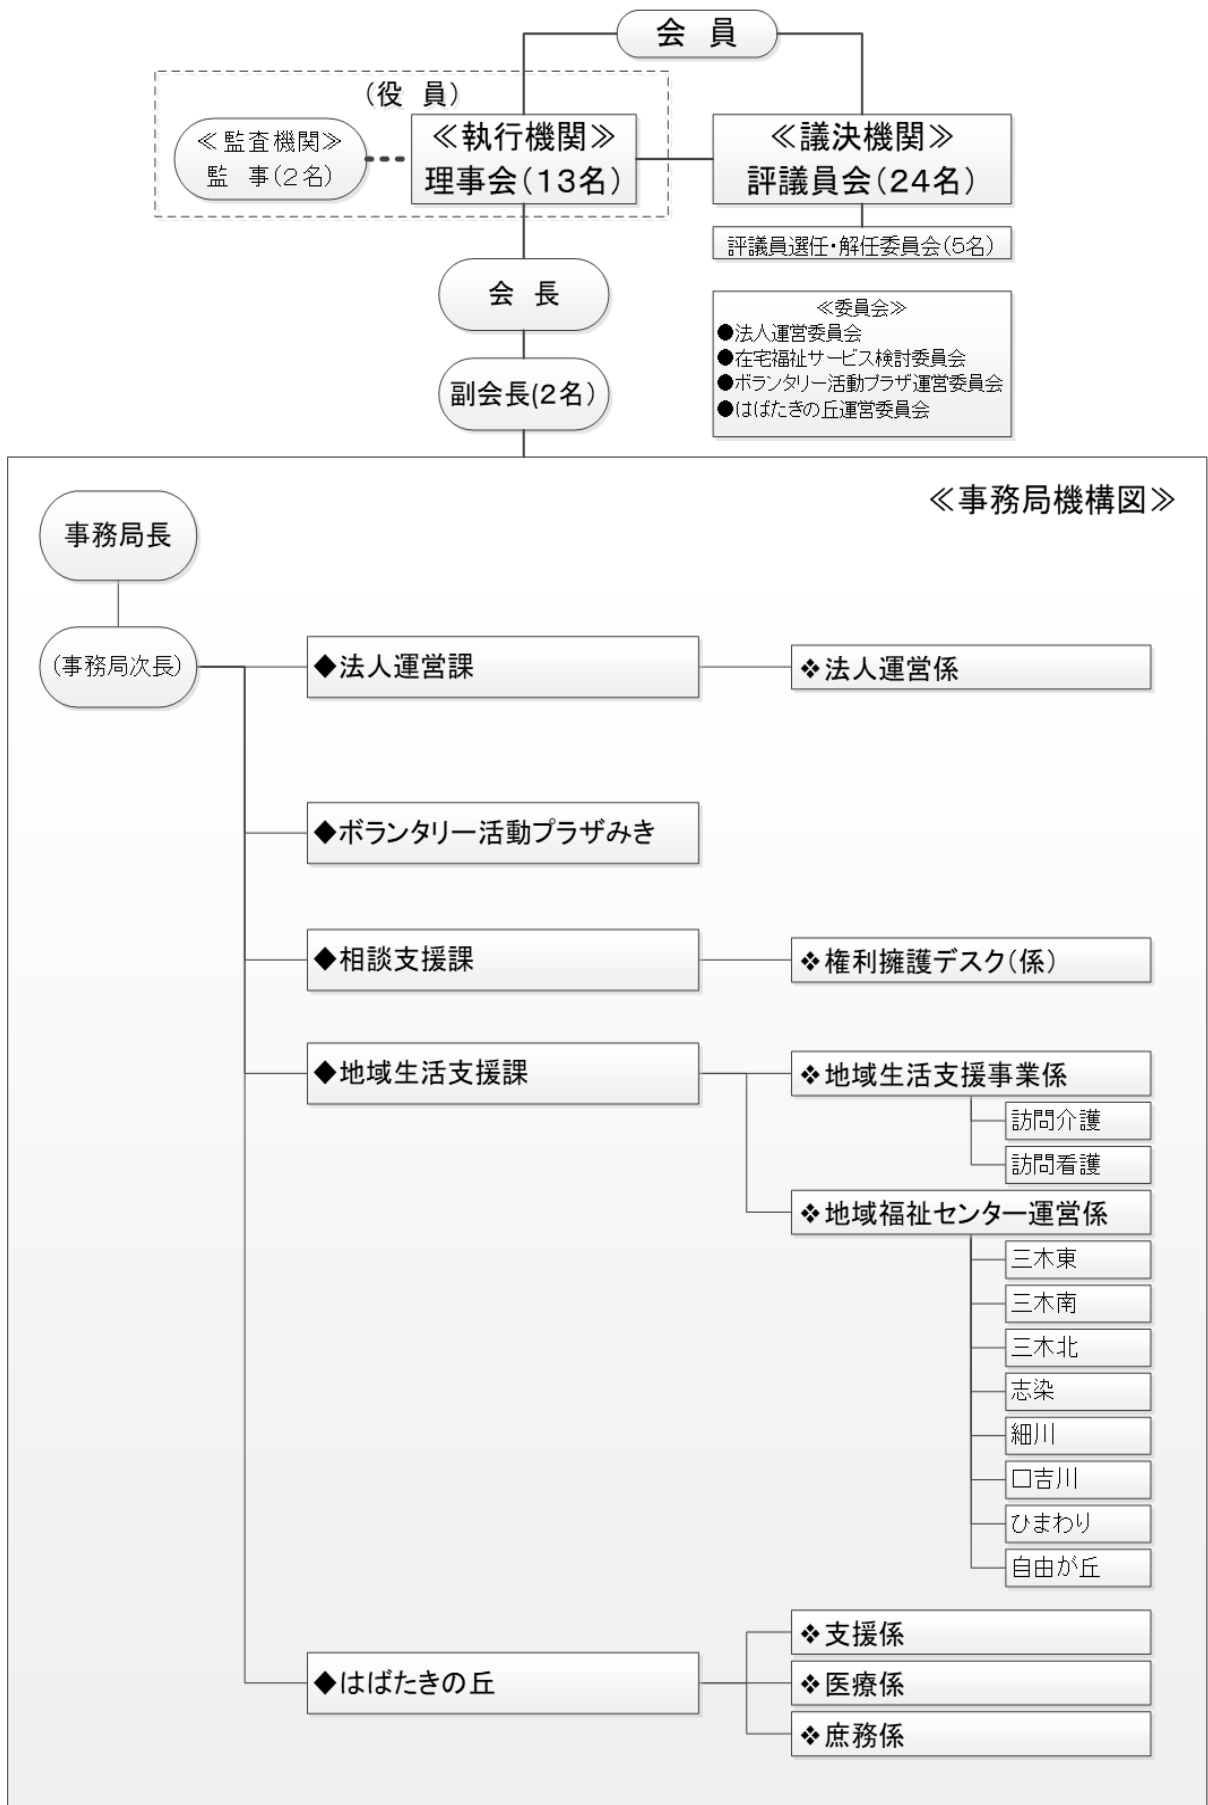 会　員
(役　員)
≪監査機関≫
監　事(2名)
≪執行機関≫
理事会(13名)
≪議決機関≫
評議員会(24名)
評議員選任・解任委員会(5名)
会　長
≪委員会≫
●法人運営委員会
●在宅福祉サービス検討委員会
●ボランタリー活動プラザ運営委員会
●はばたきの丘運営委員会
副会長(2名)
≪事務局機構図≫
事務局長
(事務局次長)
◆法人運営課
❖法人運営係
◆ボランタリー活動プラザみき
◆相談支援課
❖権利擁護デスク(係)
◆地域生活支援課
❖地域生活支援事業係
訪問介護
訪問看護
❖地域福祉センター運営係
三木東
三木南
三木北
志染
細川
口吉川
ひまわり
自由が丘
◆はばたきの丘
❖支援係
❖医療係
❖庶務係